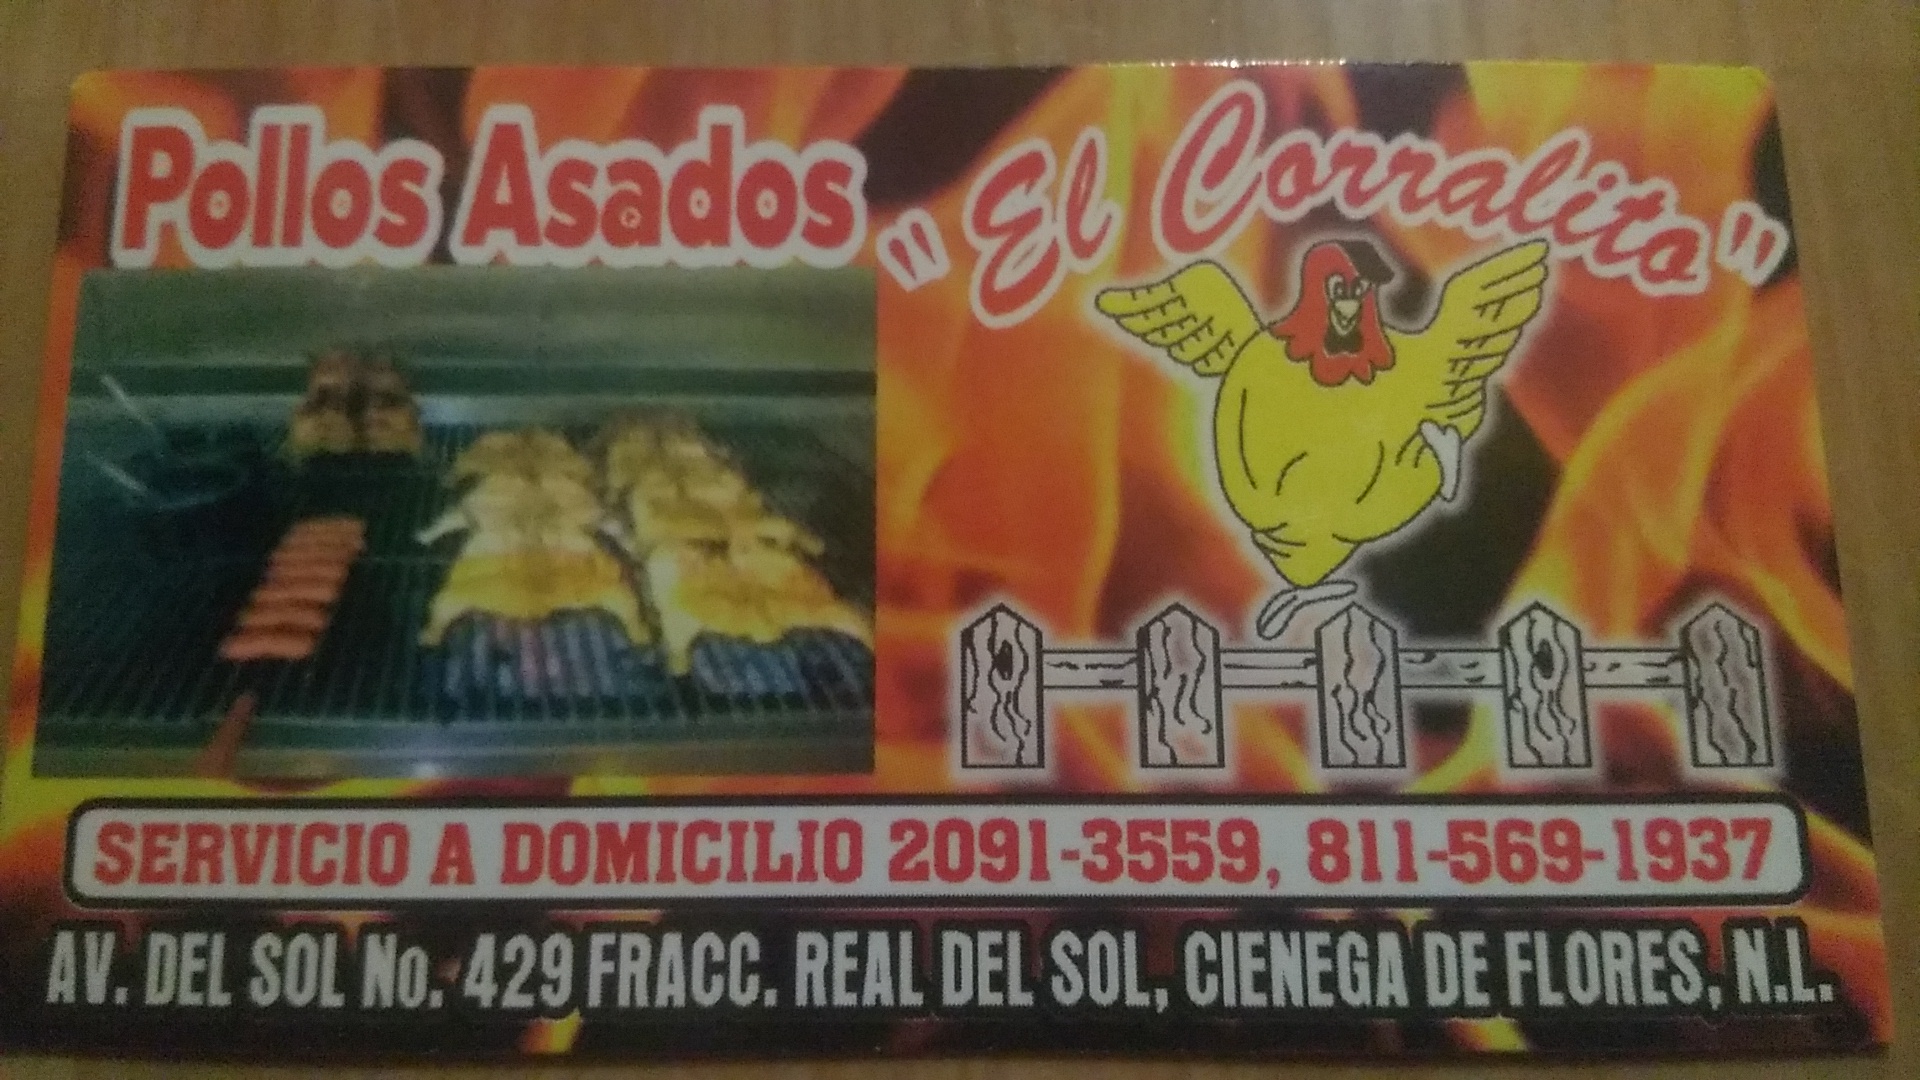 Pollos Asados
"El Corralito"
SERVICIO A DOMICILIO 2091-3559, 811-569-1937
AV. DEL SOL No. 429 FRACC. REAL DEL SOL, CIENEGA DE FLORES, N.L.